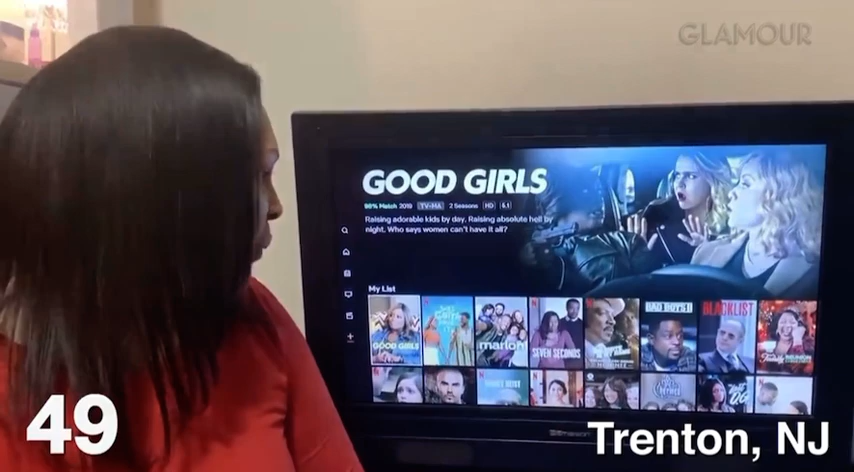 GLAMOUR
GOOD GIRLS
96% Match 2019 TV-MA 2 Seasons HD 5.1
Raising adorable kids by day. Raising absolute hell by
night. Who says women can't have it all?
My List
GOOD GIRLS
marlon
SEVEN SECONDS
BAD BOYS II
BLACKLIST
REUNION
49
Trenton, NJ